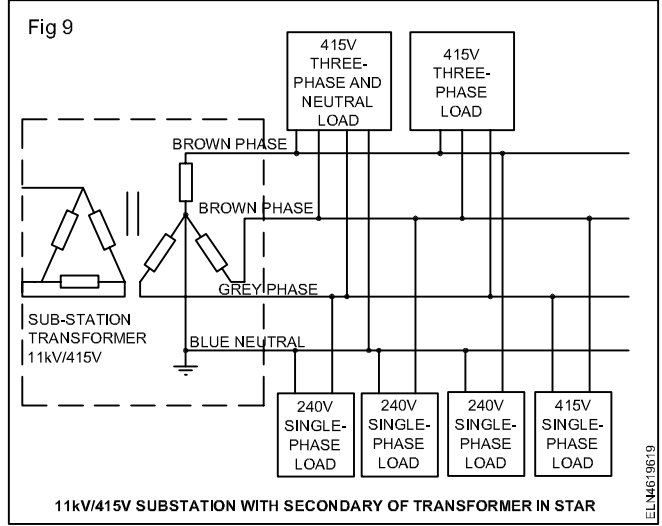 Fig 9
415V
THREE-
PHASE AND
NEUTRAL
LOAD
415V
THREE-
PHASE
LOAD
BROWN PHASE
BROWN PHASE
GREY PHASE
SUB-STATION
TRANSFORMER
11kV/415V
BLUE NEUTRAL
240V
SINGLE-
PHASE
LOAD
240V
SINGLE-
PHASE
LOAD
240V
SINGLE-
PHASE
LOAD
415V
SINGLE-
PHASE
LOAD
11kV/415V SUBSTATION WITH SECONDARY OF TRANSFORMER IN STAR
ELN4619619